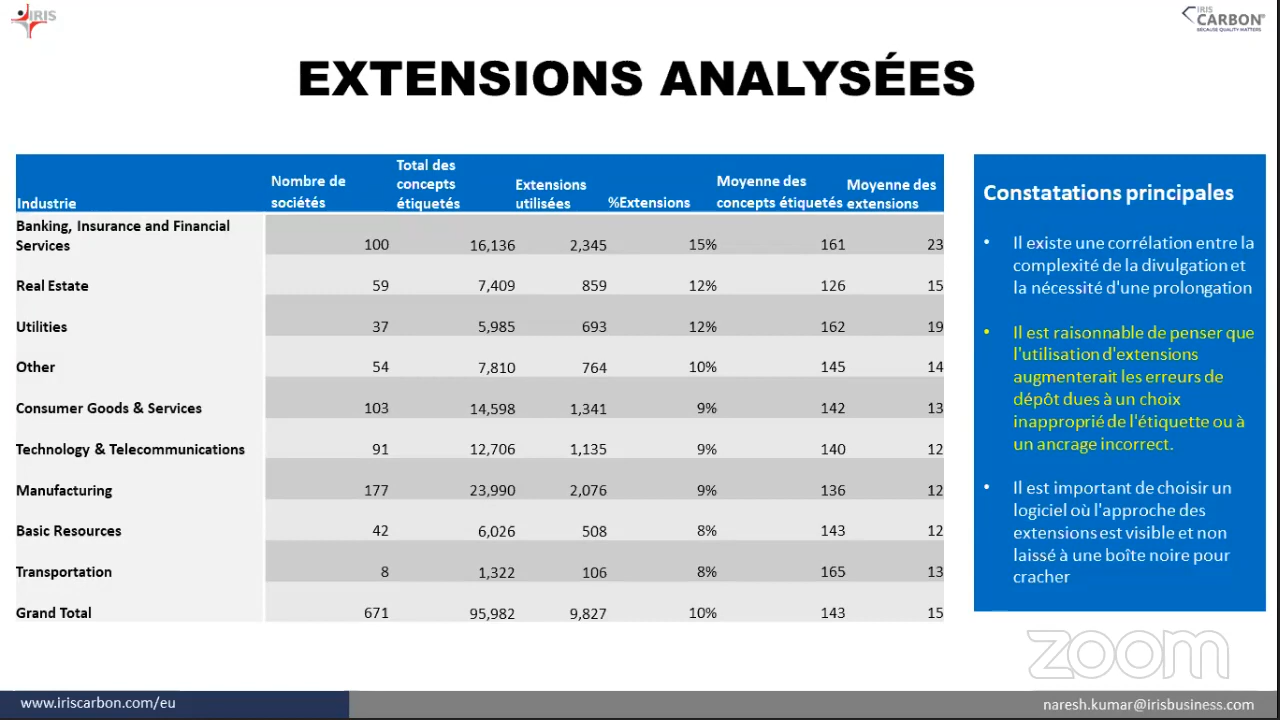 IRIS
IRIS
CARBON®
BECAUSE QUALITY MATTERS
EXTENSIONS ANALYSÉES
Industrie Nombre de sociétés Total des concepts étiquetés Extensions utilisées %Extensions Moyenne des concepts étiquetés Moyenne des extensions
Banking, Insurance and Financial Services 100 16,136 2,345 15% 161 23
Real Estate 59 7,409 859 12% 126 15
Utilities 37 5,985 693 12% 162 19
Other 54 7,810 764 10% 145 14
Consumer Goods & Services 103 14,598 1,341 9% 142 13
Technology & Telecommunications 91 12,706 1,135 9% 140 12
Manufacturing 177 23,990 2,076 9% 136 12
Basic Resources 42 6,026 508 8% 143 12
Transportation 8 1,322 106 8% 165 13
Grand Total 671 95,982 9,827 10% 143 15
Constatations principales
• Il existe une corrélation entre la
complexité de la divulgation et
la nécessité d'une prolongation
• Il est raisonnable de penser que
l'utilisation d'extensions
augmenterait les erreurs de
dépôt dues à un choix
inapproprié de l'étiquette ou à
un ancrage incorrect.
• Il est important de choisir un
logiciel où l'approche des
extensions est visible et non
laissé à une boîte noire pour
cracher
zoom
www.iriscarbon.com/eu
naresh.kumar@irisbusiness.com